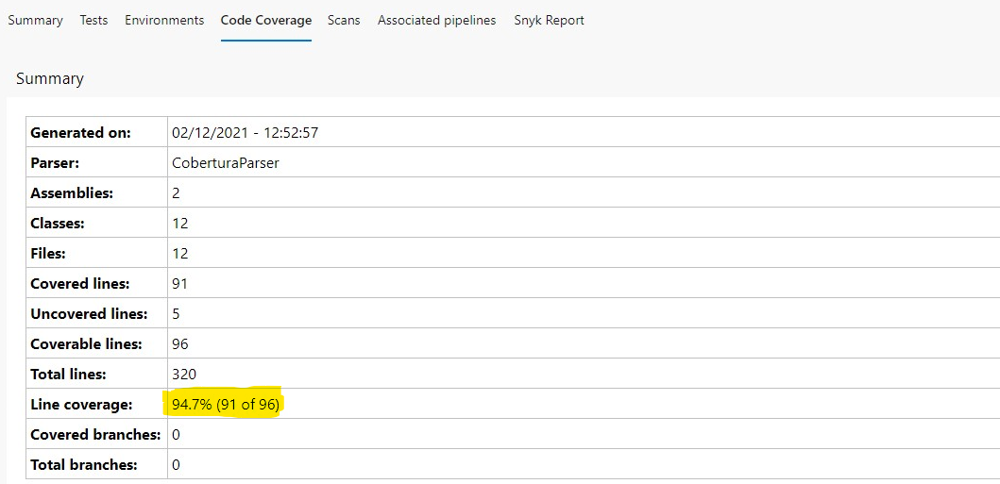 Summary Tests Environments Code Coverage Scans Associated pipelines Snyk Report
Summary
Generated on: 02/12/2021 - 12:52:57
Parser: CoberturaParser
Assemblies: 2
Classes: 12
Files: 12
Covered lines: 91
Uncovered lines: 5
Coverable lines: 96
Total lines: 320
Line coverage: 94.7% (91 of 96)
Covered branches: 0
Total branches: 0